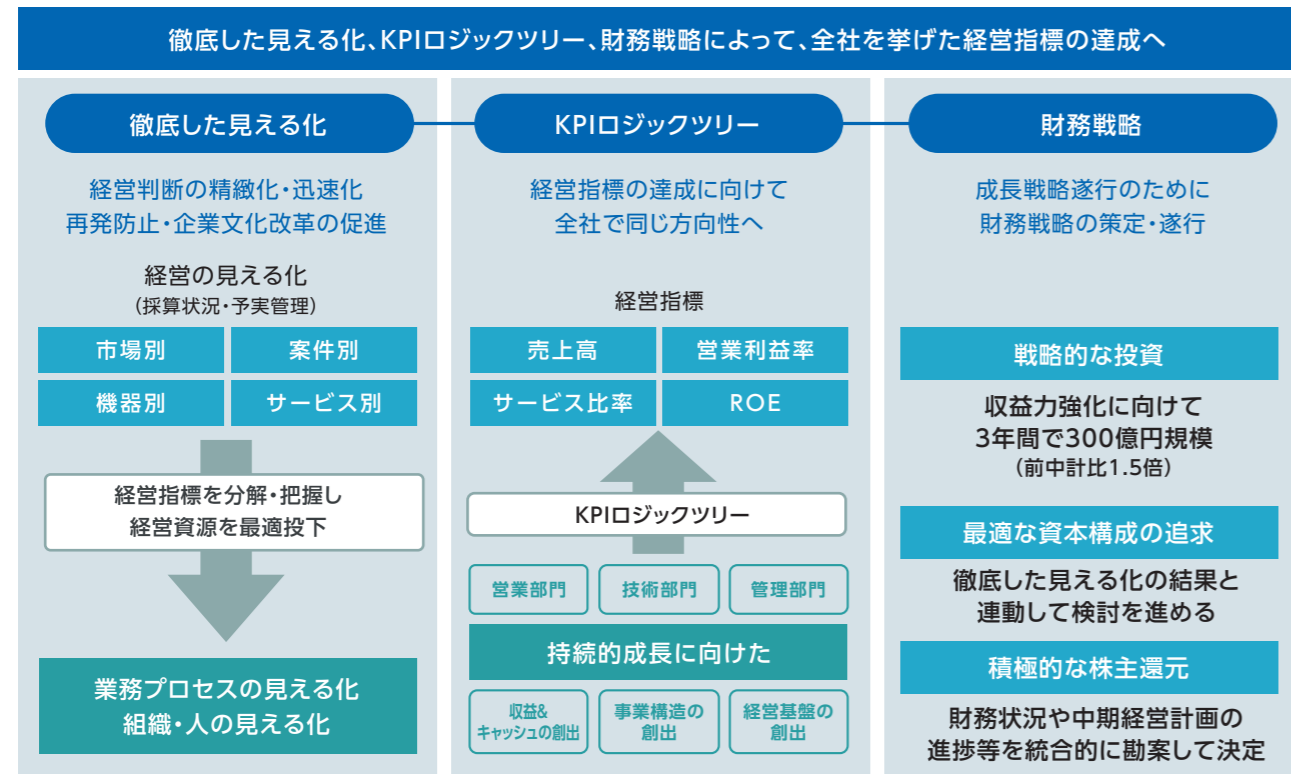 徹底した見える化、KPIロジックツリー、財務戦略によって、全社を挙げた経営指標の達成へ
徹底した見える化
経営判断の精緻化・迅速化
再発防止・企業文化改革の促進
経営の見える化
(採算状況・予実管理)
市場別
案件別
機器別
サービス別
経営指標を分解・把握し
経営資源を最適投下
業務プロセスの見える化
組織・人の見える化
KPIロジックツリー
経営指標の達成に向けて
全社で同じ方向性へ
経営指標
売上高
営業利益率
サービス比率
ROE
KPIロジックツリー
営業部門
技術部門
管理部門
持続的成長に向けた
収益&
キャッシュの創出
事業構造の
創出
経営基盤の
創出
財務戦略
成長戦略遂行のために
財務戦略の策定・遂行
戦略的な投資
収益力強化に向けて
3年間で300億円規模
(前中計比1.5倍)
最適な資本構成の追求
徹底した見える化の結果と
連動して検討を進める
積極的な株主還元
財務状況や中期経営計画の
進捗等を統合的に勘案して決定